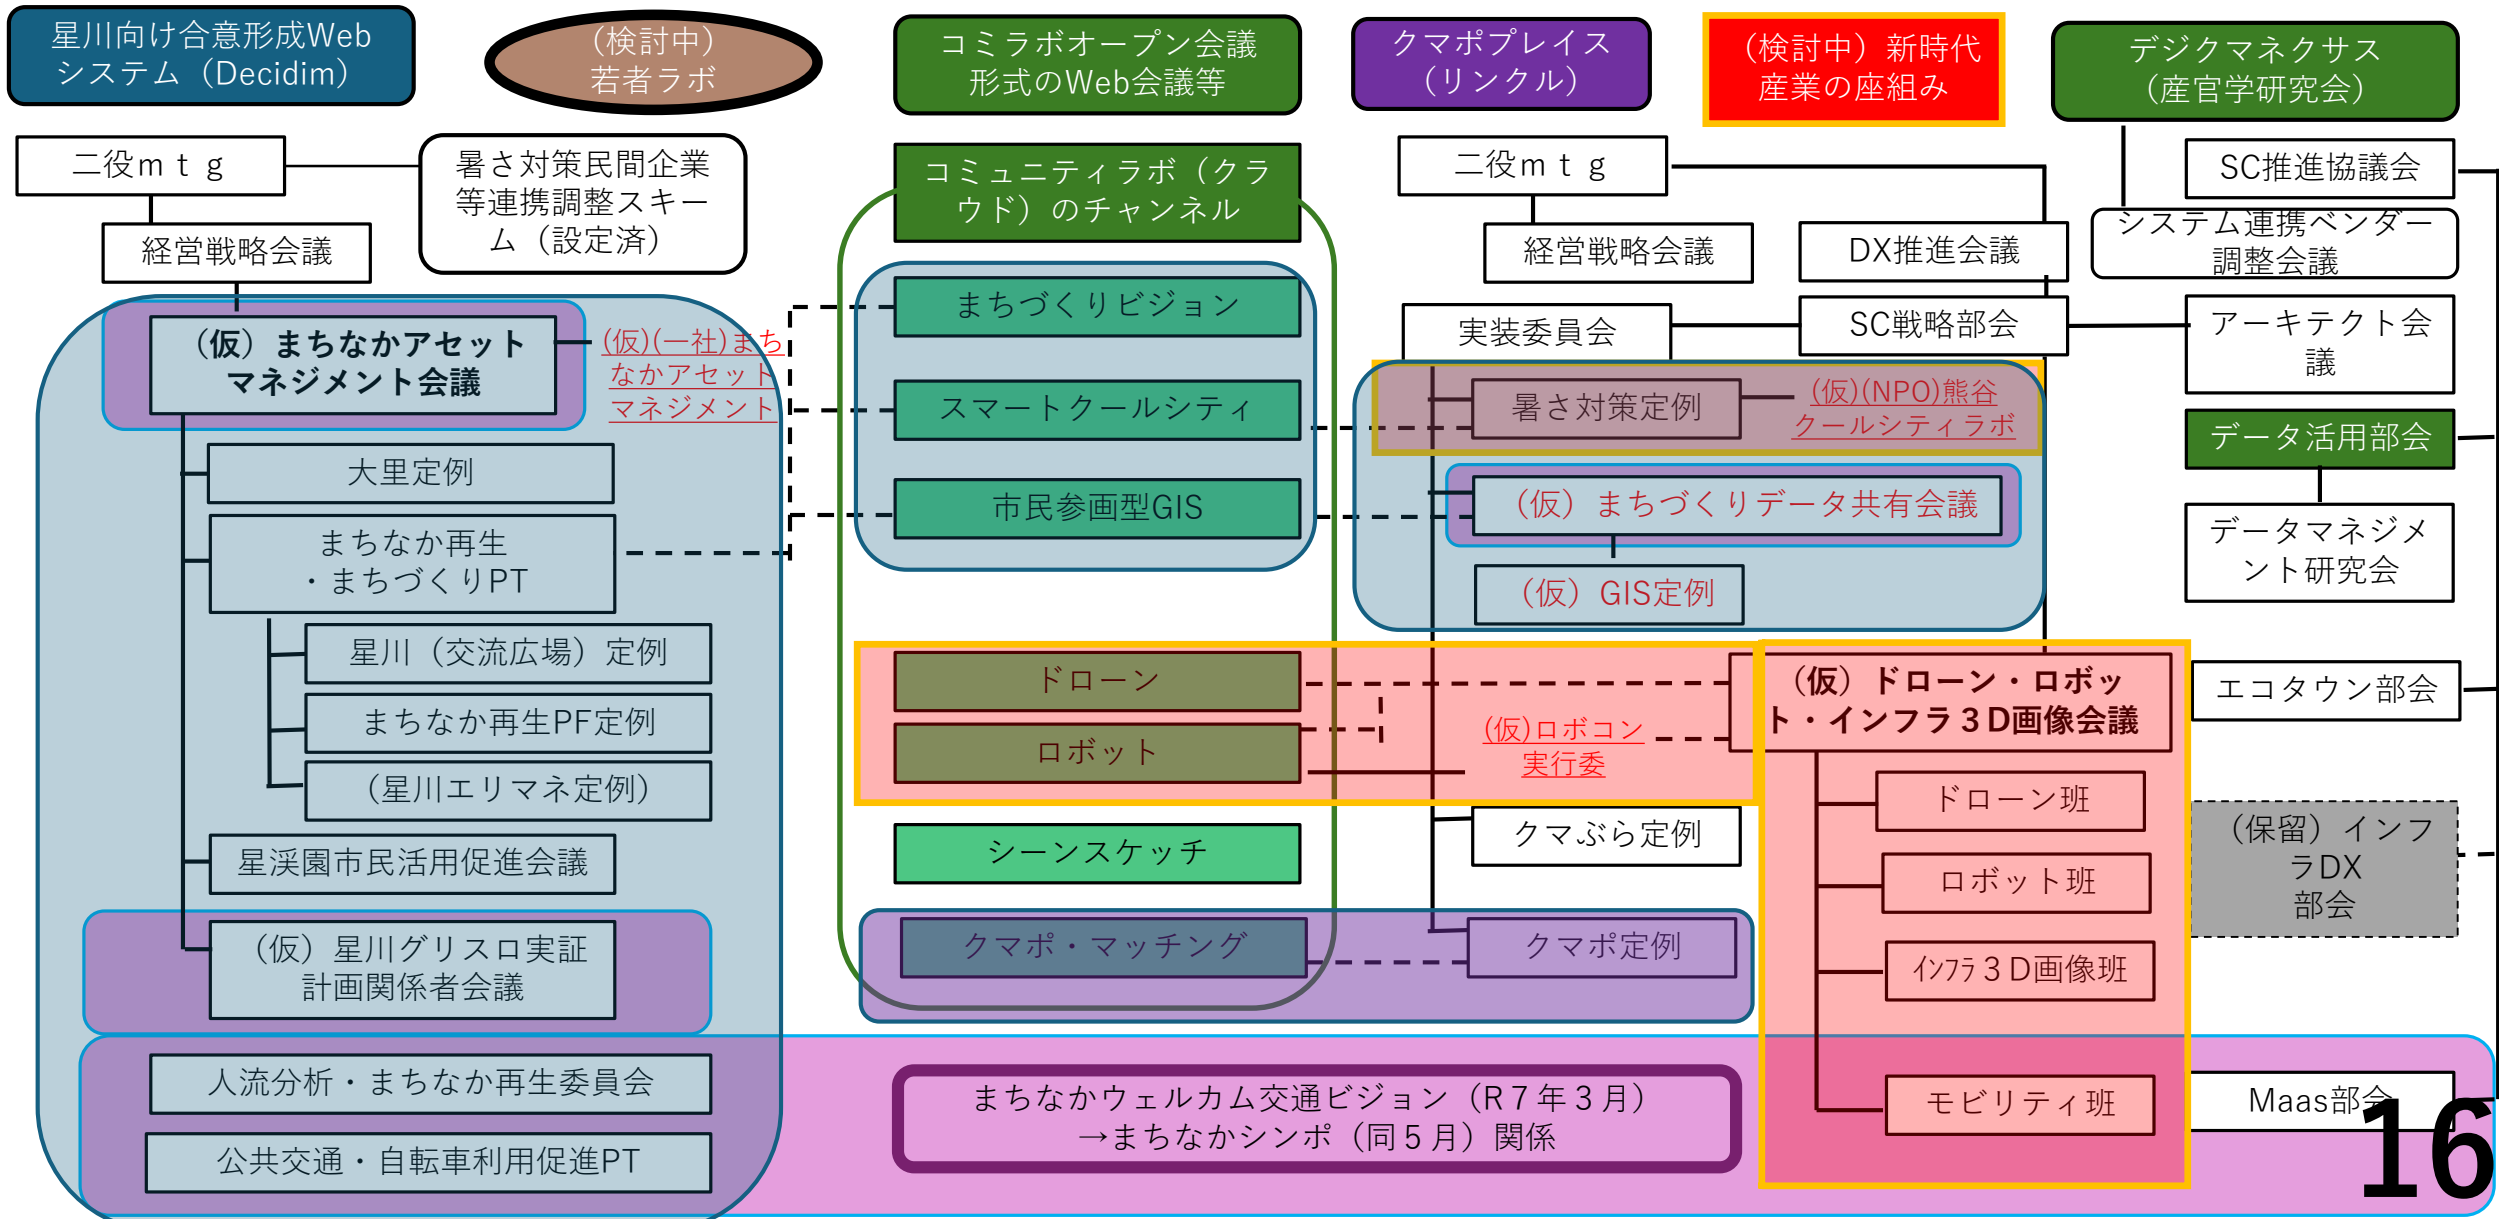 星川向け合意形成Web
システム（Decidim）
（検討中）
若者ラボ
コミラボオープン会議
形式のWeb会議等
クマポプレイス
（リンクル）
（検討中）新時代
産業の座組み
デジクマネクサス
（産官学研究会）
二役ｍｔｇ
暑さ対策民間企業
等連携調整スキー
ム（設定済）
経営戦略会議
（仮）まちなかアセット
マネジメント会議
(仮)(一社)まち
なかアセット
マネジメント
大里定例
まちなか再生
・まちづくりPT
星川（交流広場）定例
まちなか再生PF定例
（星川エリマネ定例）
星渓園市民活用促進会議
（仮）星川グリスロ実証
計画関係者会議
人流分析・まちなか再生委員会
公共交通・自転車利用促進PT
コミュニティラボ（クラ
ウド）のチャンネル
まちづくりビジョン
スマートクールシティ
市民参画型GIS
ドローン
ロボット
シーンスケッチ
クマポ・マッチング
まちなかウェルカム交通ビジョン（R７年３月）
→まちなかシンポ（同５月）関係
二役ｍｔｇ
経営戦略会議
DX推進会議
実装委員会
SC戦略部会
暑さ対策定例
(仮)(NPO)熊谷
クールシティラボ
（仮）まちづくりデータ共有会議
（仮）GIS定例
(仮)ロボコン
実行委
クマぶら定例
クマポ定例
（仮）ドローン・ロボッ
ト・インフラ３D画像会議
ドローン班
ロボット班
ｲﾝﾌﾗ３D画像班
モビリティ班
SC推進協議会
システム連携ベンダー
調整会議
アーキテクト会
議
データ活用部会
データマネジメ
ント研究会
エコタウン部会
（保留）インフ
ラDX
部会
Maas部会
16